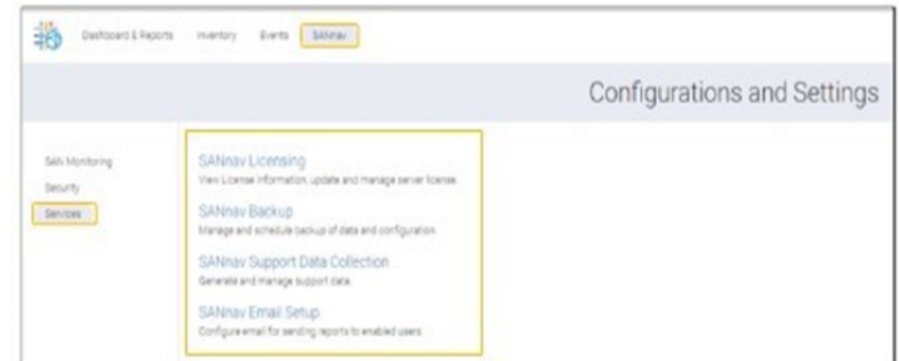 Dashboard & Reports Inventory Events SANnav
Configurations and Settings
SAN Monitoring
Security
Services
SANnav Licensing
View License information, update and manage server license.
SANnav Backup
Manage and schedule backup of data and configuration.
SANnav Support Data Collection
Generate and manage support data.
SANnav Email Setup
Configure email for sending reports to enabled users.